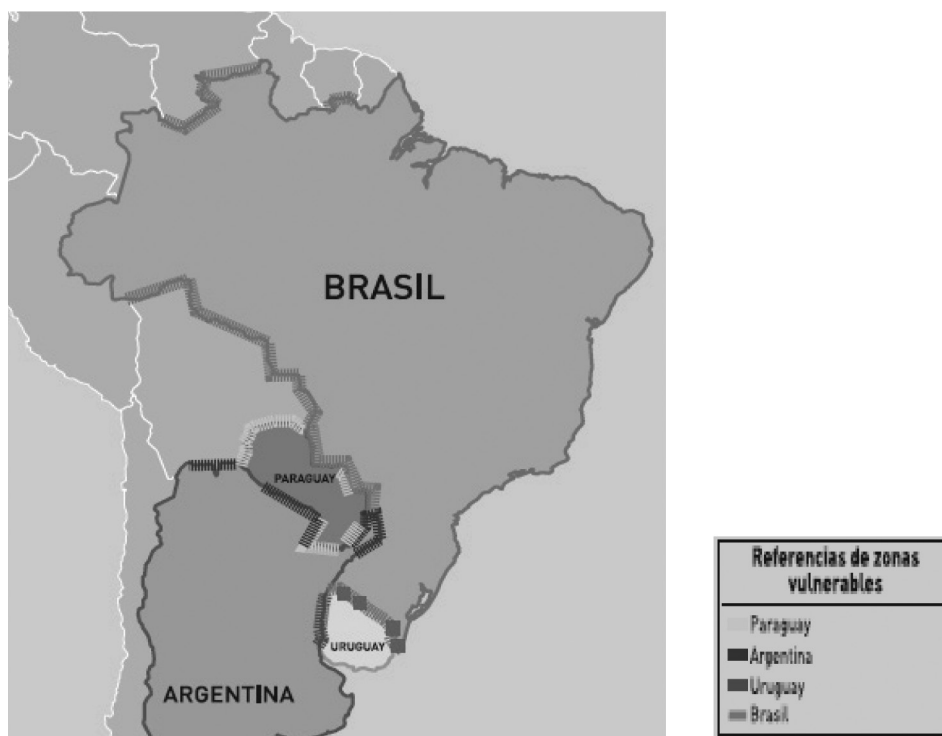 BRASIL
PARAGUAY
URUGUAY
ARGENTINA
Referencias de zonas
vulnerables
Paraguay
Argentina
Uruguay
Brasil